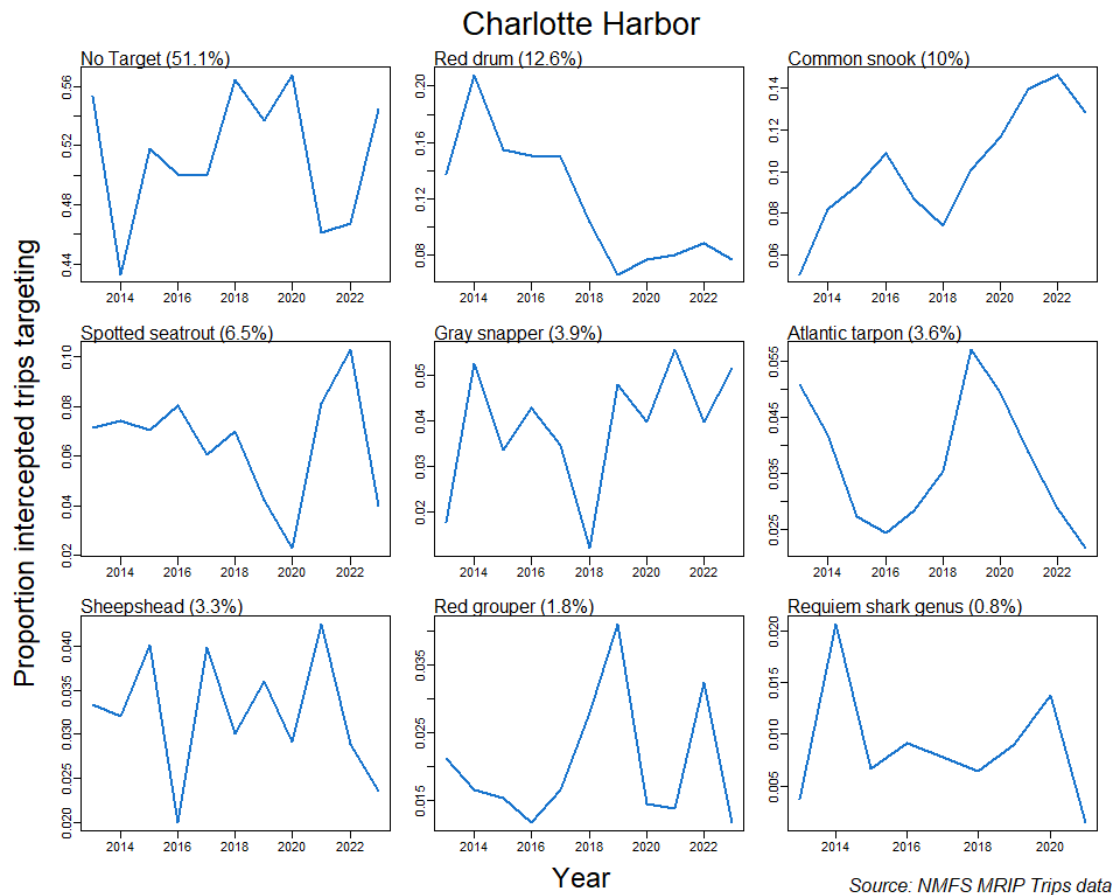 Charlotte Harbor
Proportion intercepted trips targeting
No Target (51.1%)
0.56
0.52
0.48
0.44
2014 2016 2018 2020 2022
Red drum (12.6%)
0.20
0.16
0.12
0.08
2014 2016 2018 2020 2022
Common snook (10%)
0.14
0.12
0.10
0.08
0.06
2014 2016 2018 2020 2022
Spotted seatrout (6.5%)
0.10
0.08
0.06
0.04
0.02
2014 2016 2018 2020 2022
Gray snapper (3.9%)
0.05
0.04
0.03
0.02
2014 2016 2018 2020 2022
Atlantic tarpon (3.6%)
0.055
0.045
0.035
0.025
2014 2016 2018 2020 2022
Sheepshead (3.3%)
0.040
0.035
0.030
0.025
0.020
2014 2016 2018 2020 2022
Red grouper (1.8%)
0.035
0.025
0.015
2014 2016 2018 2020 2022
Requiem shark genus (0.8%)
0.020
0.015
0.010
0.005
2014 2016 2018 2020
Year
Source: NMFS MRIP Trips data